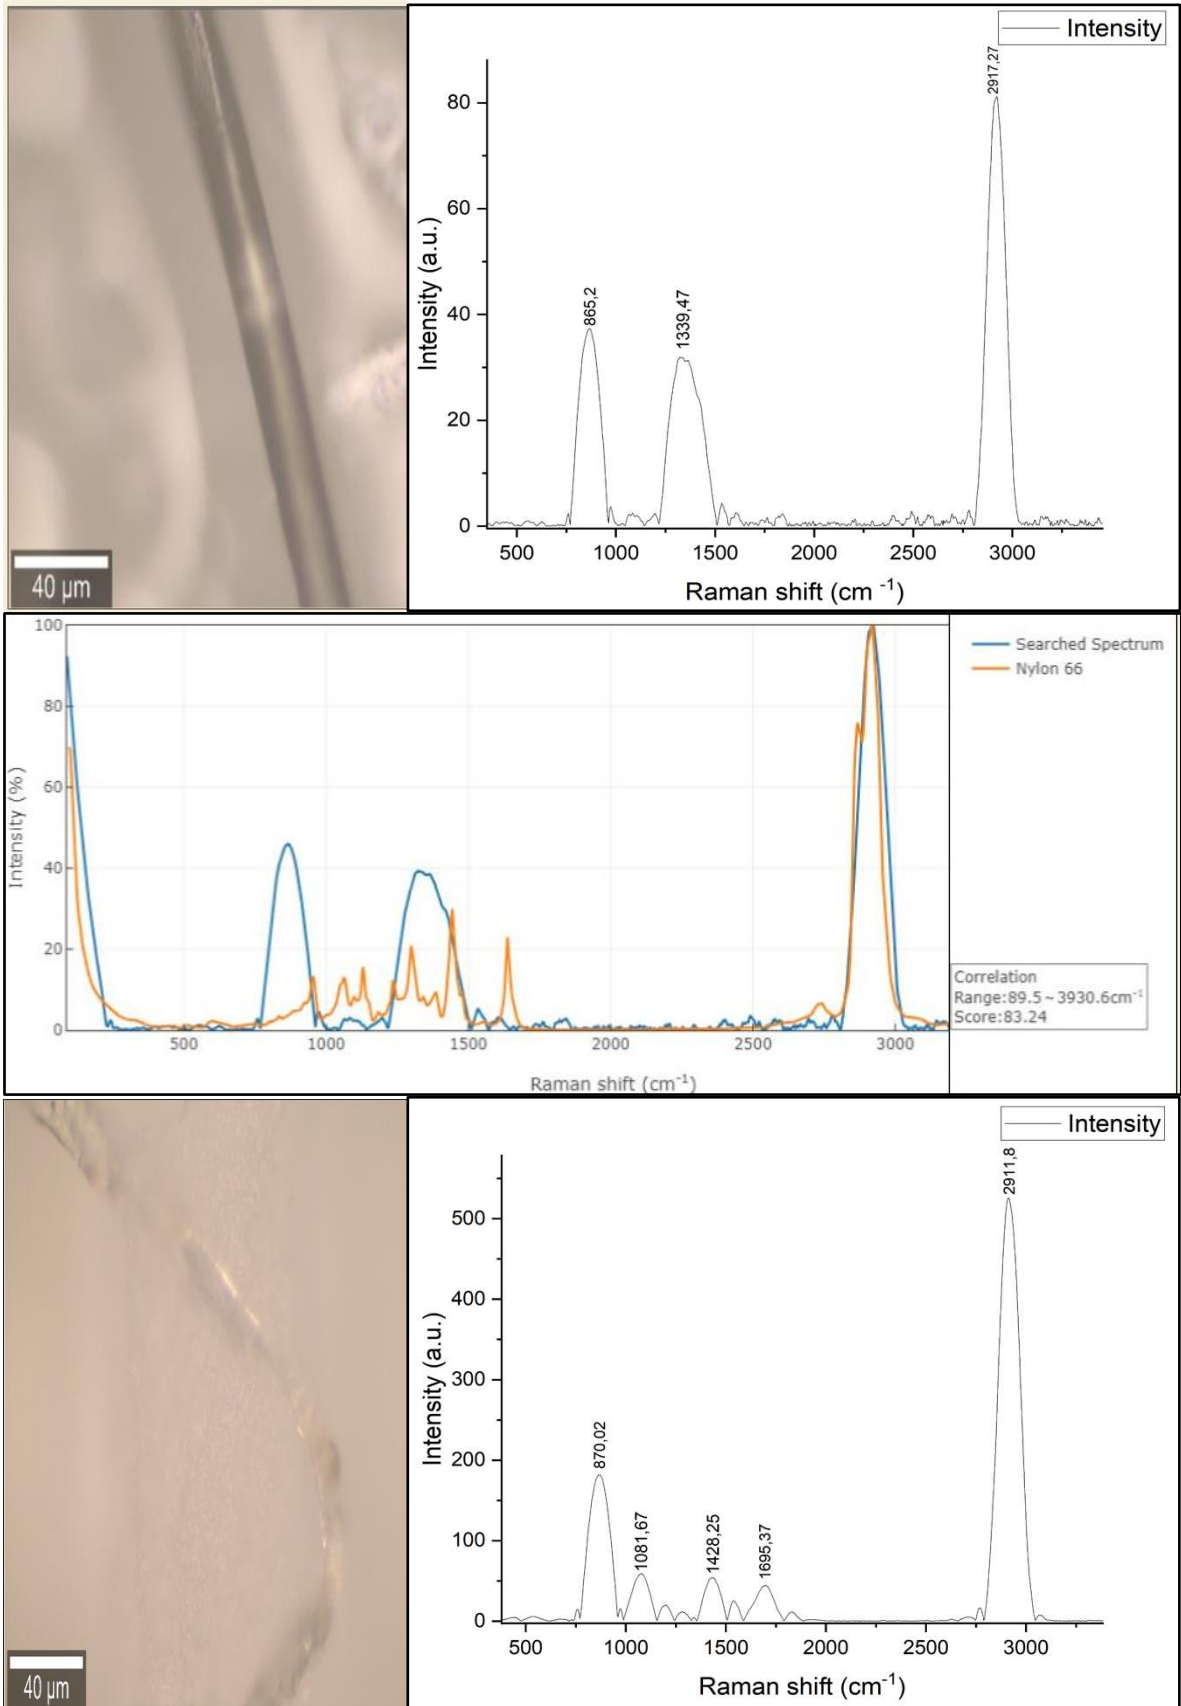 40 µm
Intensity
2917,27
865,2
1339,47
80
60
40
20
0
Intensity (a.u.)
500 1000 1500 2000 2500 3000
Raman shift (cm -1)
100
80
60
40
20
0
Intensity (%)
500 1000 1500 2000 2500 3000
Raman shift (cm-1)
Searched Spectrum
Nylon 66
Correlation
Range:89.5~3930.6cm-1
Score:83.24
40 µm
Intensity
2911,8
870,02
1081,67
1428,25
1695,37
500
400
300
200
100
0
Intensity (a.u.)
500 1000 1500 2000 2500 3000
Raman shift (cm -1)